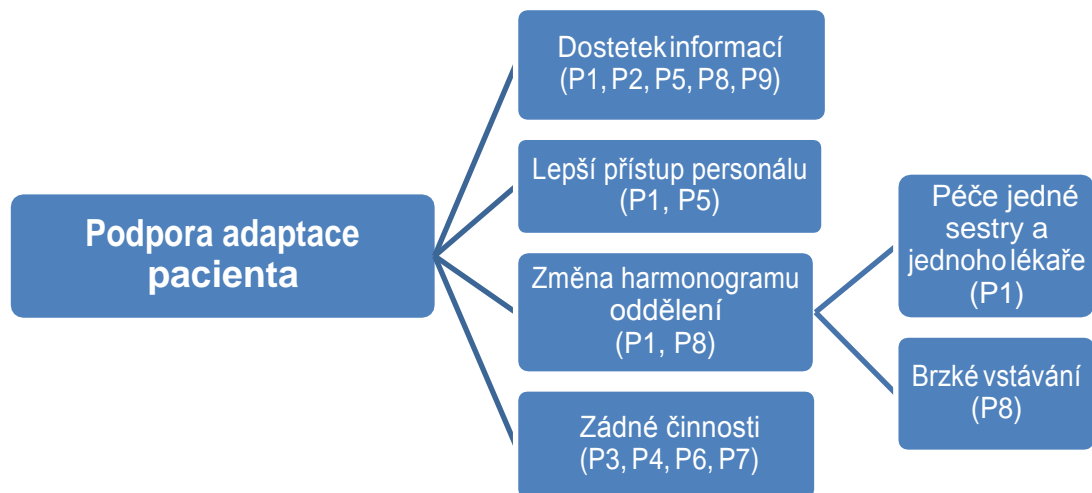 Podpora adaptace
pacienta
Dostetek informací
(P1, P2, P5, P8, P9)
Lepší přístup personálu
(P1, P5)
Změna harmonogramu
oddělení
(P1, P8)
Zádné činnosti
(P3, P4, P6, P7)
Péče jedné
sestry a
jednoho lékaře
(P1)
Brzké vstávání
(P8)